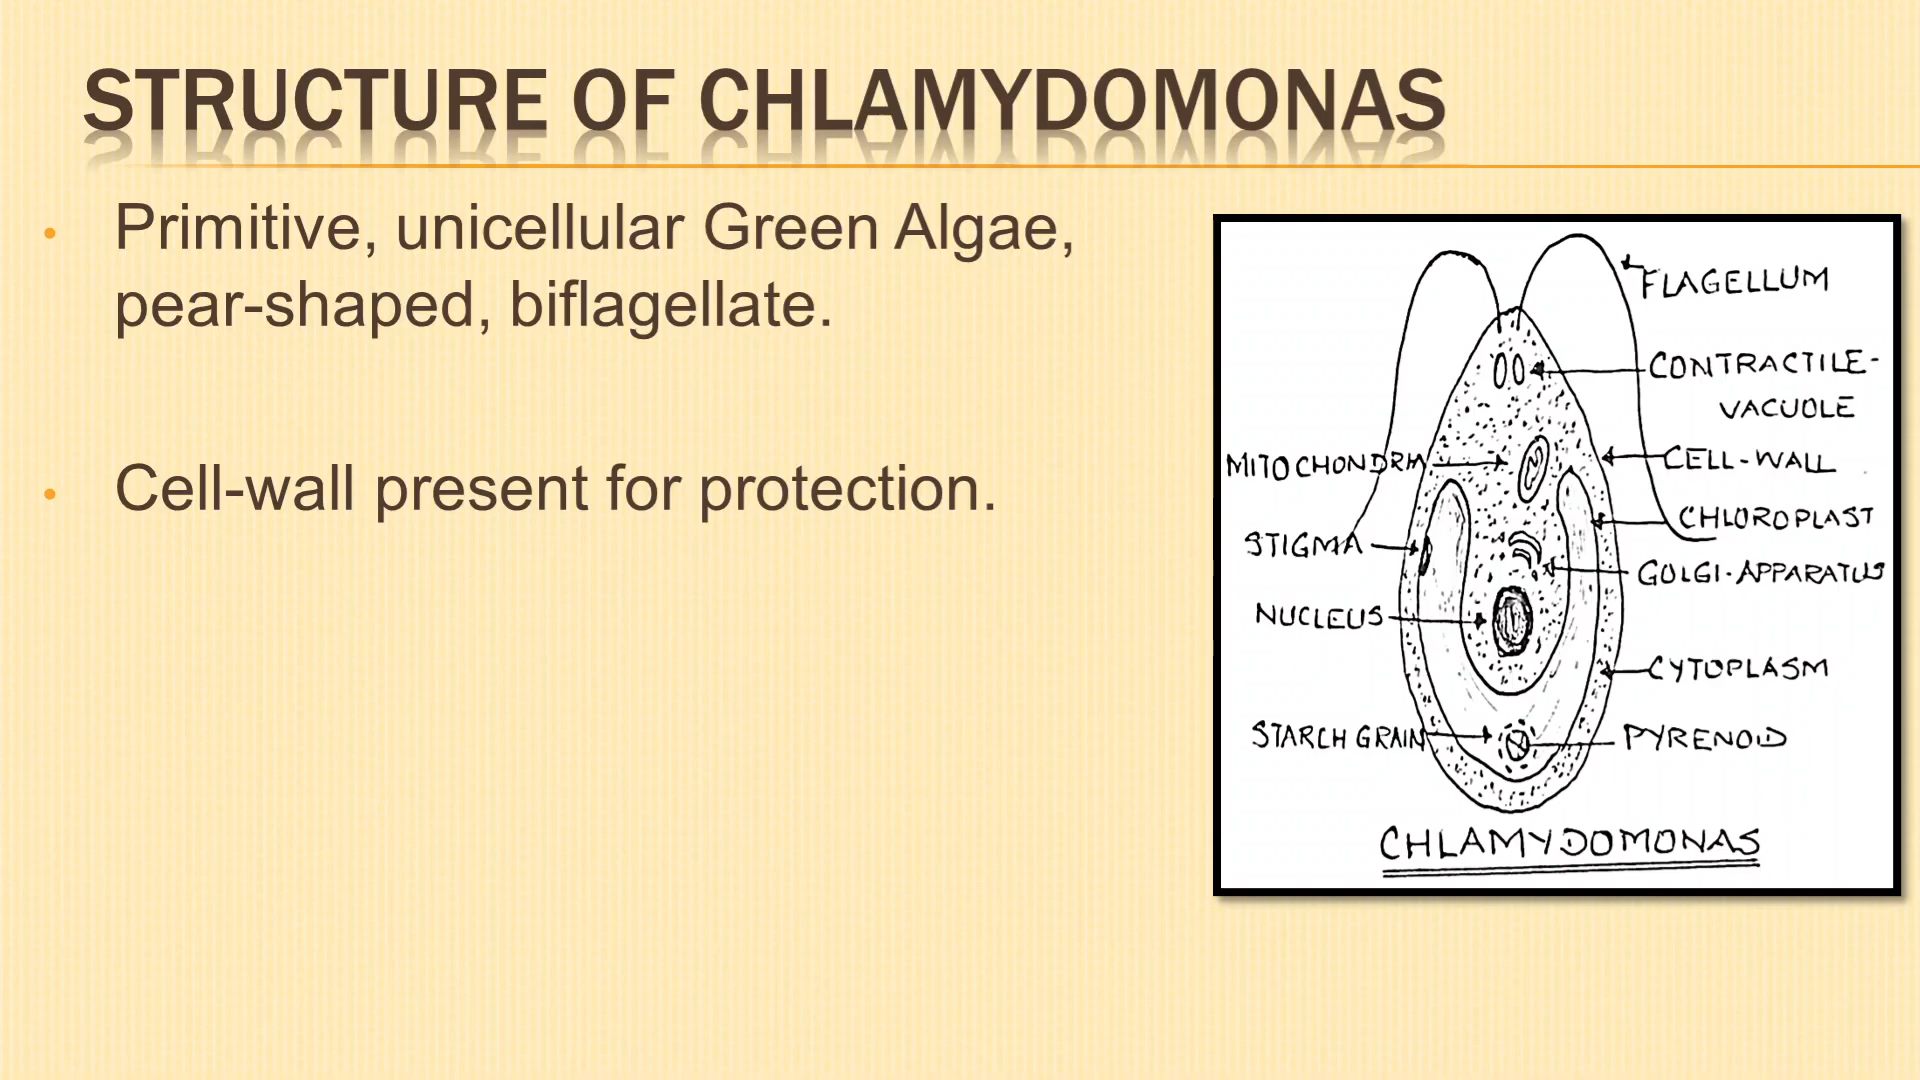 STRUCTURE OF CHLAMYDOMONAS
• Primitive, unicellular Green Algae,
pear-shaped, biflagellate.
• Cell-wall present for protection.
FLAGELLUM
CONTRACTILE-
VACUOLE
MITOCHONDRIA
CELL-WALL
CHLOROPLAST
STIGMA
GOLGI-APPARATUS
NUCLEUS
CYTOPLASM
STARCH GRAIN
PYRENOID
CHLAMYDOMONAS